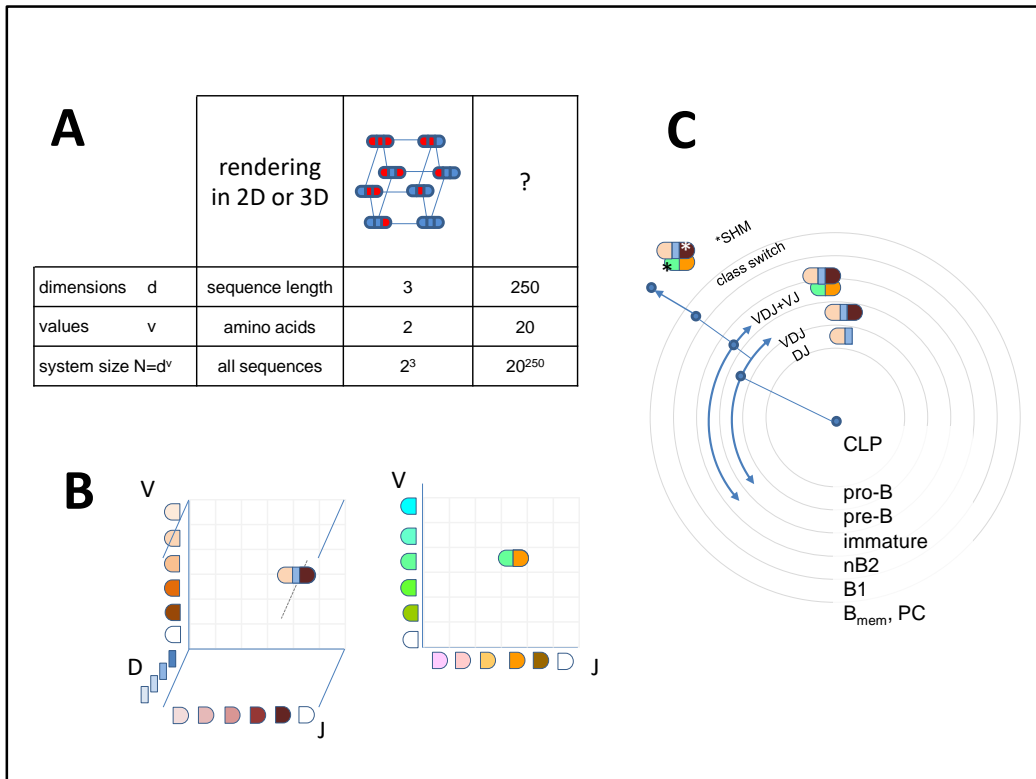 A
rendering
in 2D or 3D
?
dimensions d
sequence length
3
250
values v
amino acids
2
20
system size N=dᵛ
all sequences
2³
20²⁵⁰
B
V
D
J
V
J
C
*SHM
*
*
class switch
VDJ+VJ
VDJ
DJ
CLP
pro-B
pre-B
immature
nB2
B1
Bmem, PC